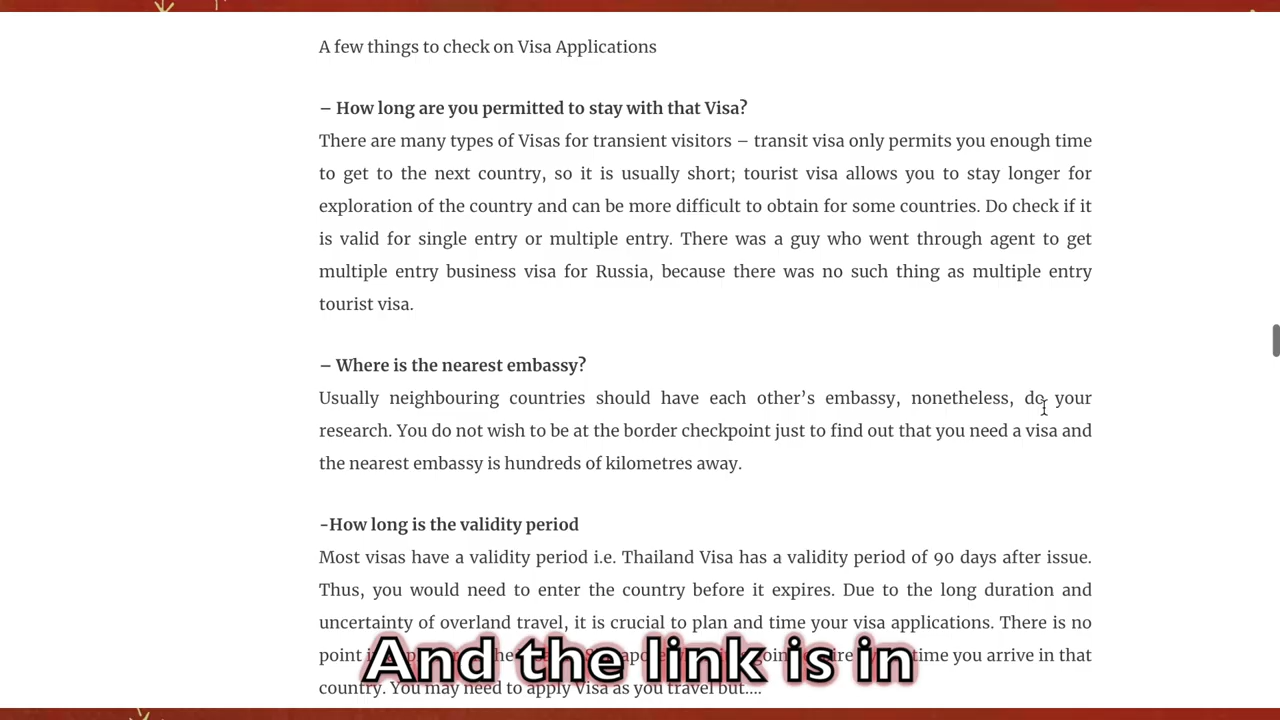 A few things to check on Visa Applications
– How long are you permitted to stay with that Visa?
There are many types of Visas for transient visitors – transit visa only permits you enough time
to get to the next country, so it is usually short; tourist visa allows you to stay longer for
exploration of the country and can be more difficult to obtain for some countries. Do check if it
is valid for single entry or multiple entry. There was a guy who went through agent to get
multiple entry business visa for Russia, because there was no such thing as multiple entry
tourist visa.
– Where is the nearest embassy?
Usually neighbouring countries should have each other’s embassy, nonetheless, do your
research. You do not wish to be at the border checkpoint just to find out that you need a visa and
the nearest embassy is hundreds of kilometres away.
-How long is the validity period
Most visas have a validity period i.e. Thailand Visa has a validity period of 90 days after issue.
Thus, you would need to enter the country before it expires. Due to the long duration and
uncertainty of overland travel, it is crucial to plan and time your visa applications. There is no
point time you arrive in that
And the link is in
country. You may need to apply Visa as you travel but....